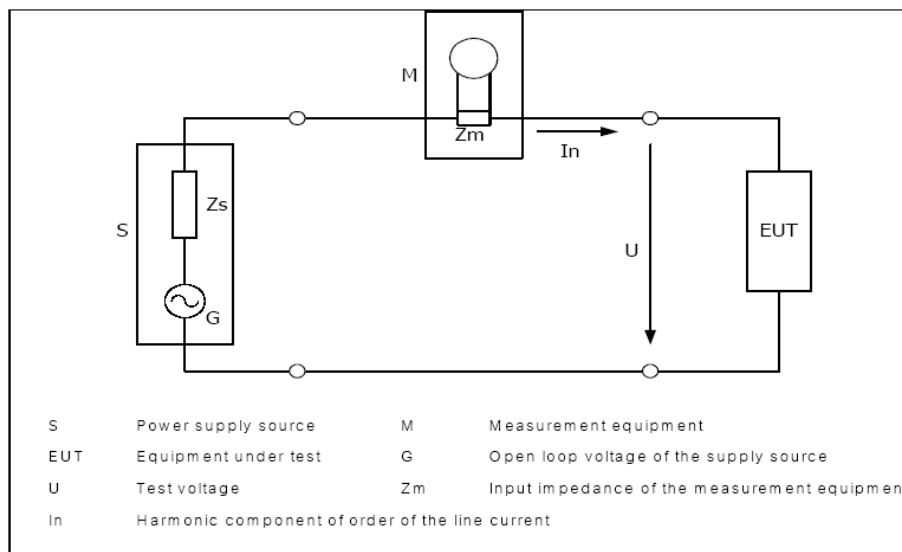 M
Zm
In
Zs
S
EUT
U
G
S Power supply source M Measurement equipment
EUT Equipment under test G Open loop voltage of the supply source
U Test voltage Zm Input impedance of the measurement equipment
In Harmonic component of order of the line current